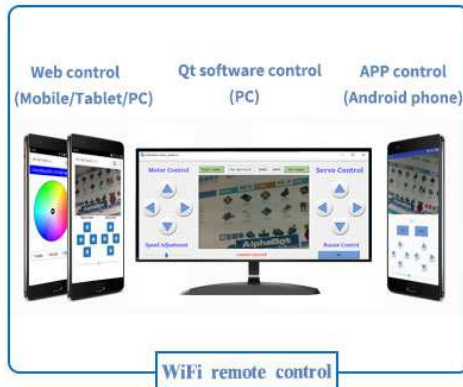 Web control
(Mobile/Tablet/PC)
Qt software control
(PC)
APP control
(Android phone)
Motor Control
Servo Control
AlphaBot
Speed Adjustment
Buzzer Control
WiFi remote control